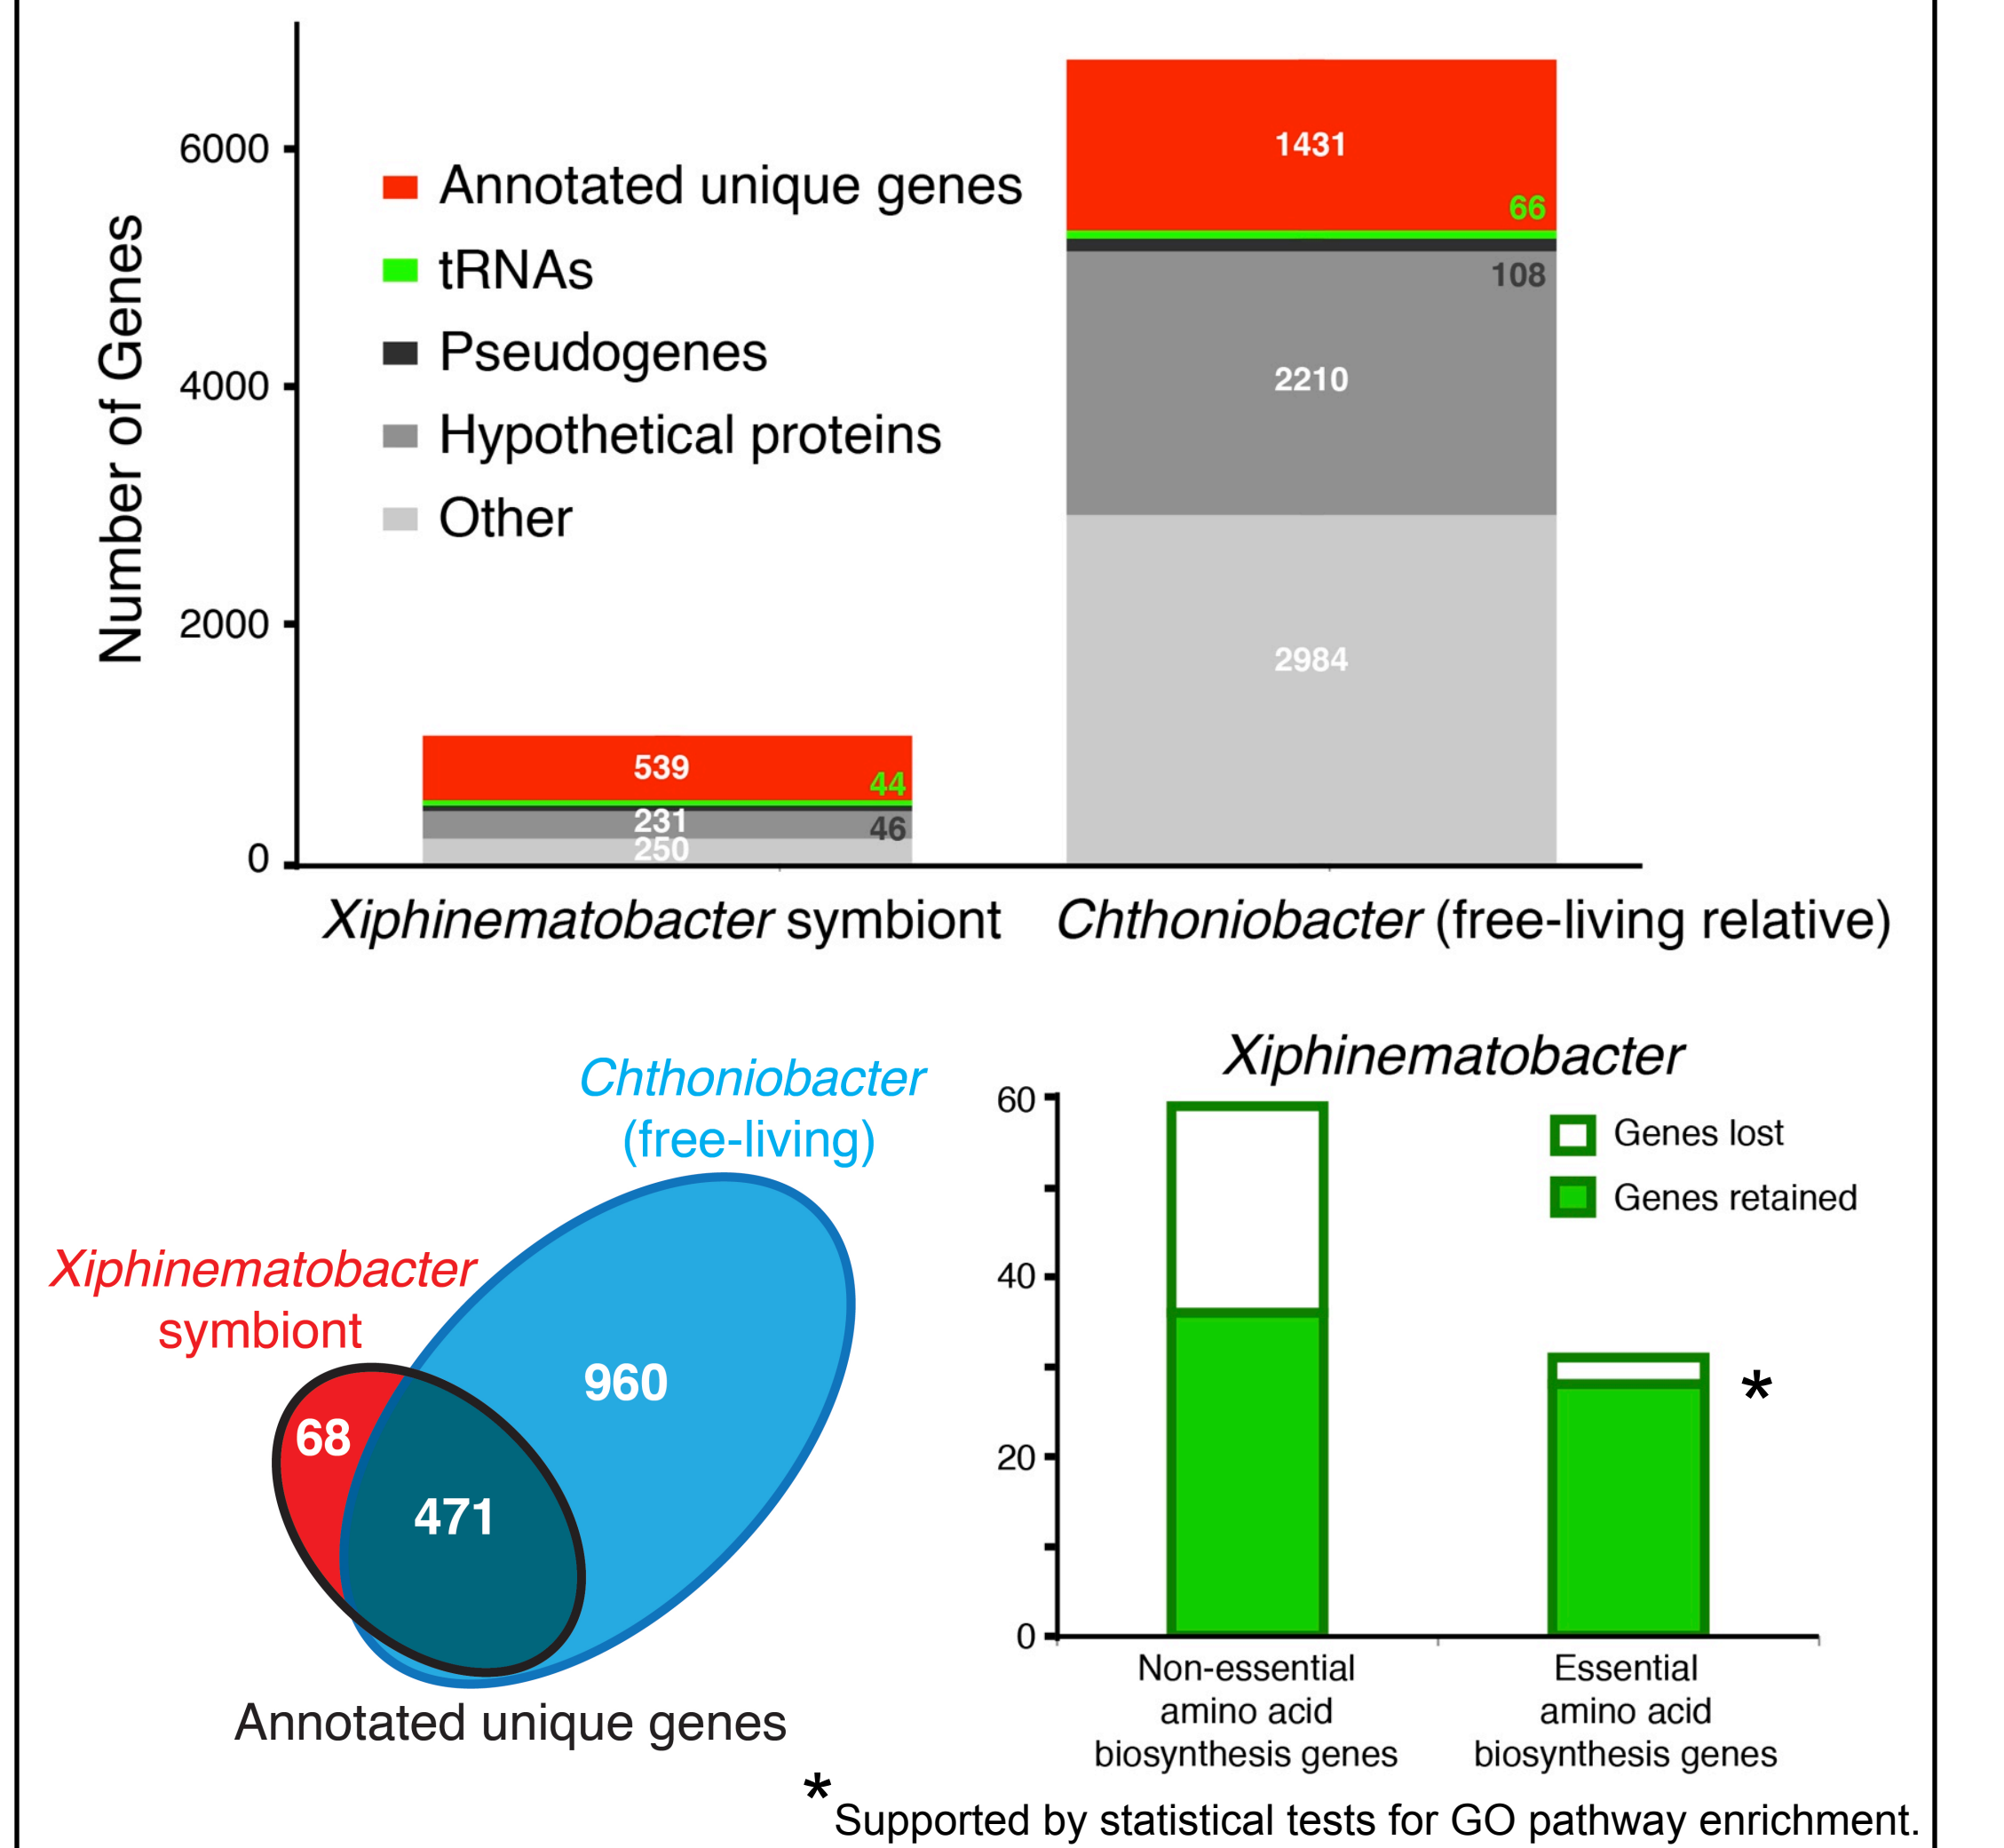 Number of Genes
6000
4000
2000
0
Annotated unique genes
tRNAs
Pseudogenes
Hypothetical proteins
Other
539
44
231
46
250
1431
66
108
2210
2984
Xiphinematobacter symbiont
Chthoniobacter (free-living relative)
Chthoniobacter
(free-living)
Xiphinematobacter
symbiont
68
471
960
Annotated unique genes
Xiphinematobacter
60
40
20
0
Genes lost
Genes retained
*
Non-essential
amino acid
biosynthesis genes
Essential
amino acid
biosynthesis genes
*Supported by statistical tests for GO pathway enrichment.